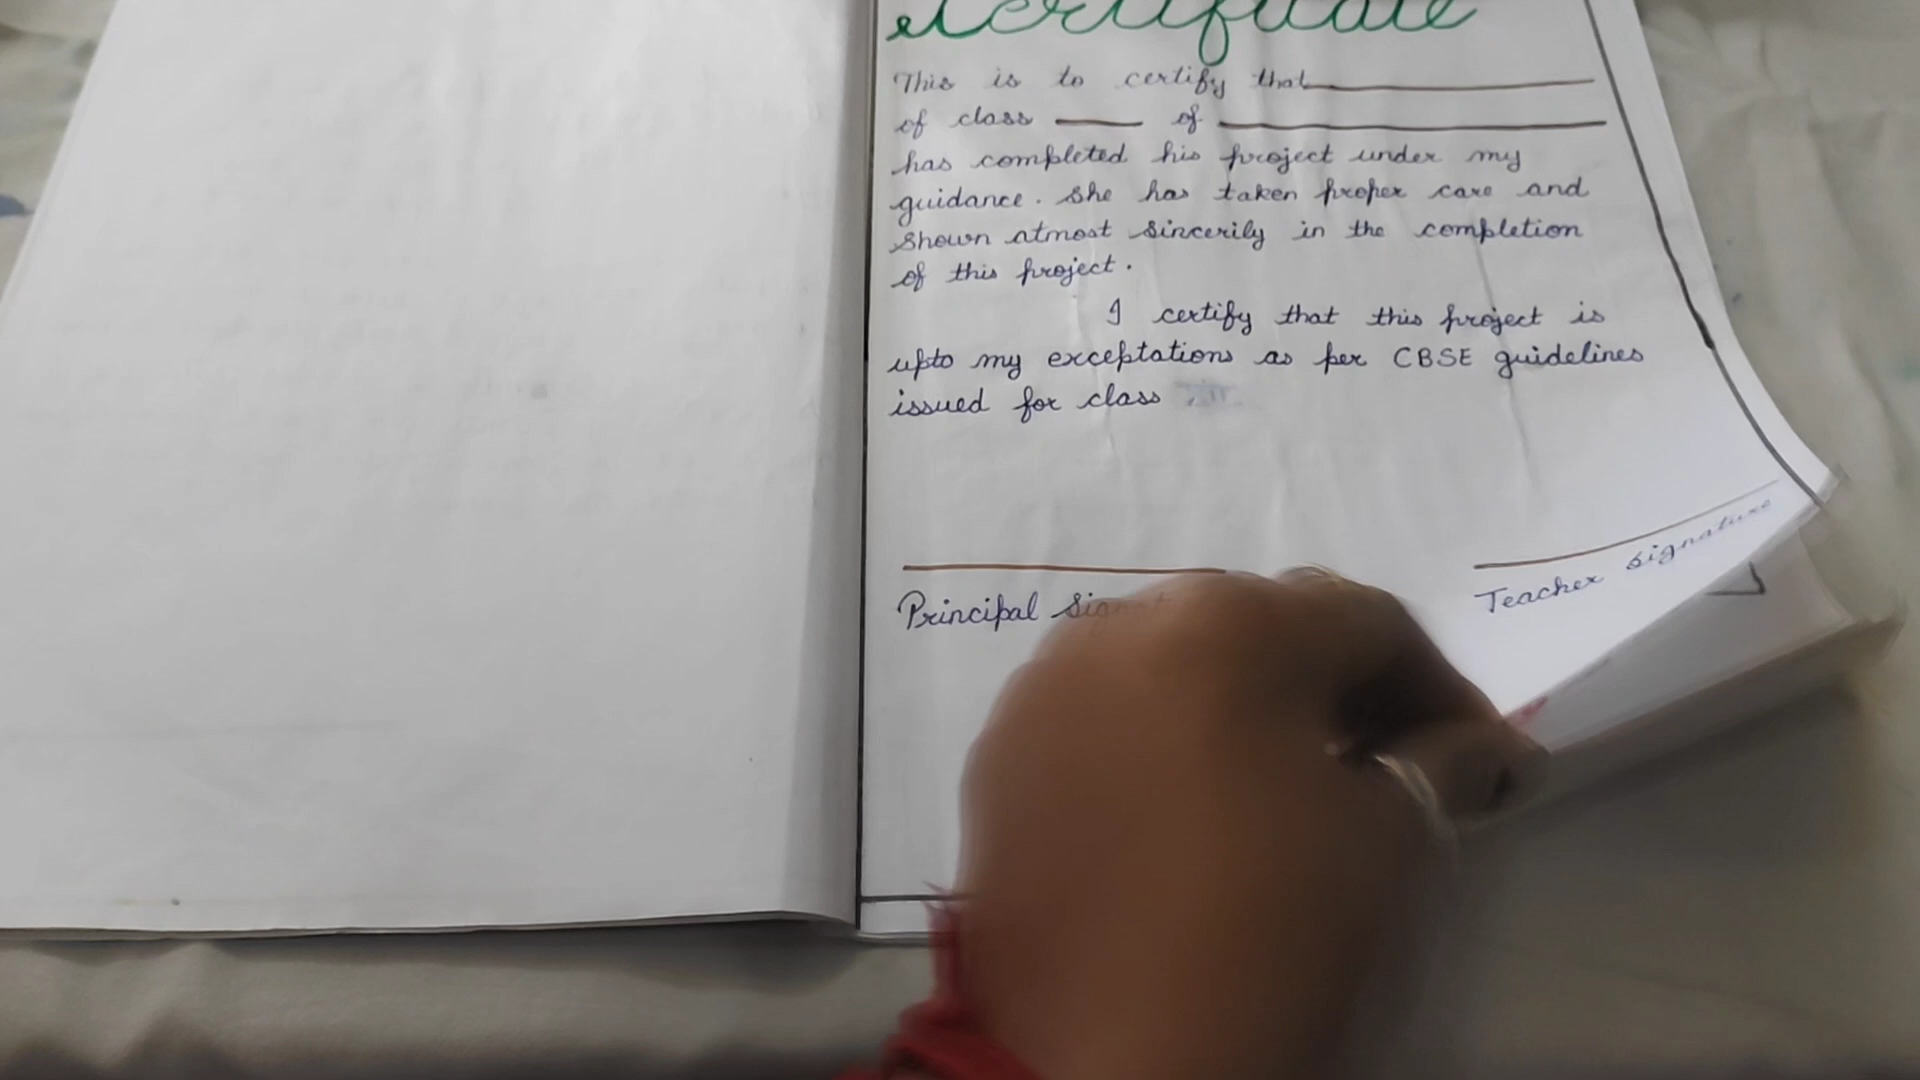 Certificate
This is to certify that
of class of
has completed his project under my
guidance. She has taken proper care and
shown atmost sincerily in the completion
of this project.
I certify that this project is
upto my exceptations as per CBSE guidelines
issued for class
Principal
Teacher signature